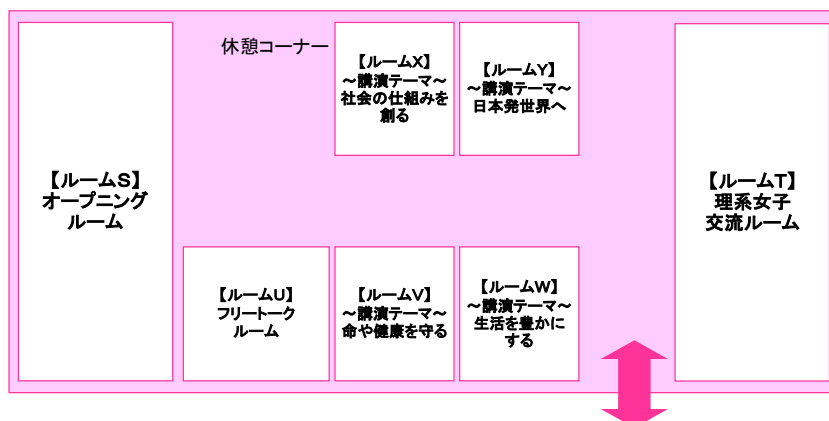 休憩コーナー
【ルームX】
～講演テーマ～
社会の仕組みを
創る
【ルームY】
～講演テーマ～
日本発世界へ
【ルームS】
オープニング
ルーム
【ルームT】
理系女子
交流ルーム
【ルームU】
フリートーク
ルーム
【ルームV】
～講演テーマ～
命や健康を守る
【ルームW】
～講演テーマ～
生活を豊かに
する